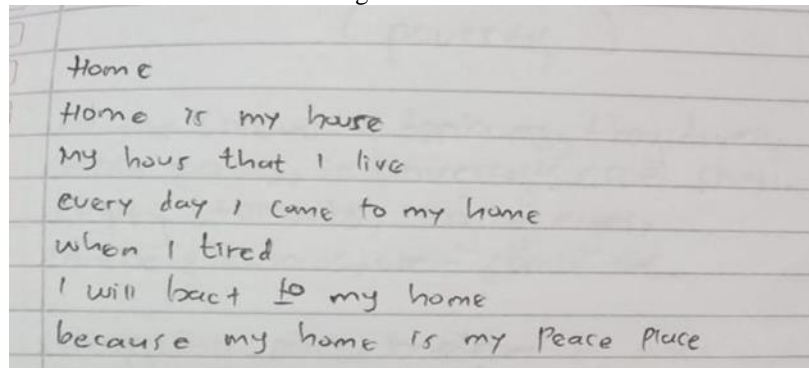 Home
Home is my house
My hous that I live
every day I come to my home
when I tired
I will bact to my home
because my home is my Peace place